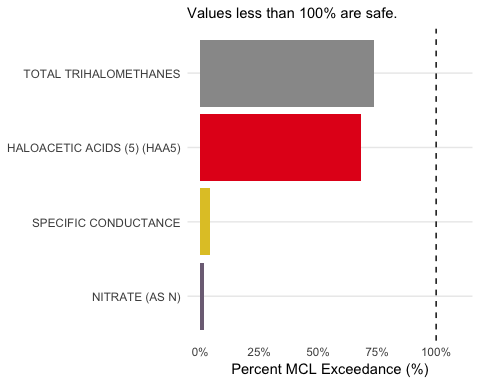 Values less than 100% are safe.
TOTAL TRIHALOMETHANES
HALOACETIC ACIDS (5) (HAA5)
SPECIFIC CONDUCTANCE
NITRATE (AS N)
0% 25% 50% 75% 100%
Percent MCL Exceedance (%)